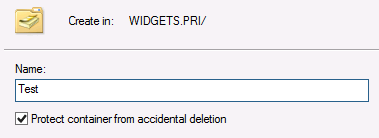 Create in: WIDGETS.PRI/
Name:
Test
Protect container from accidental deletion